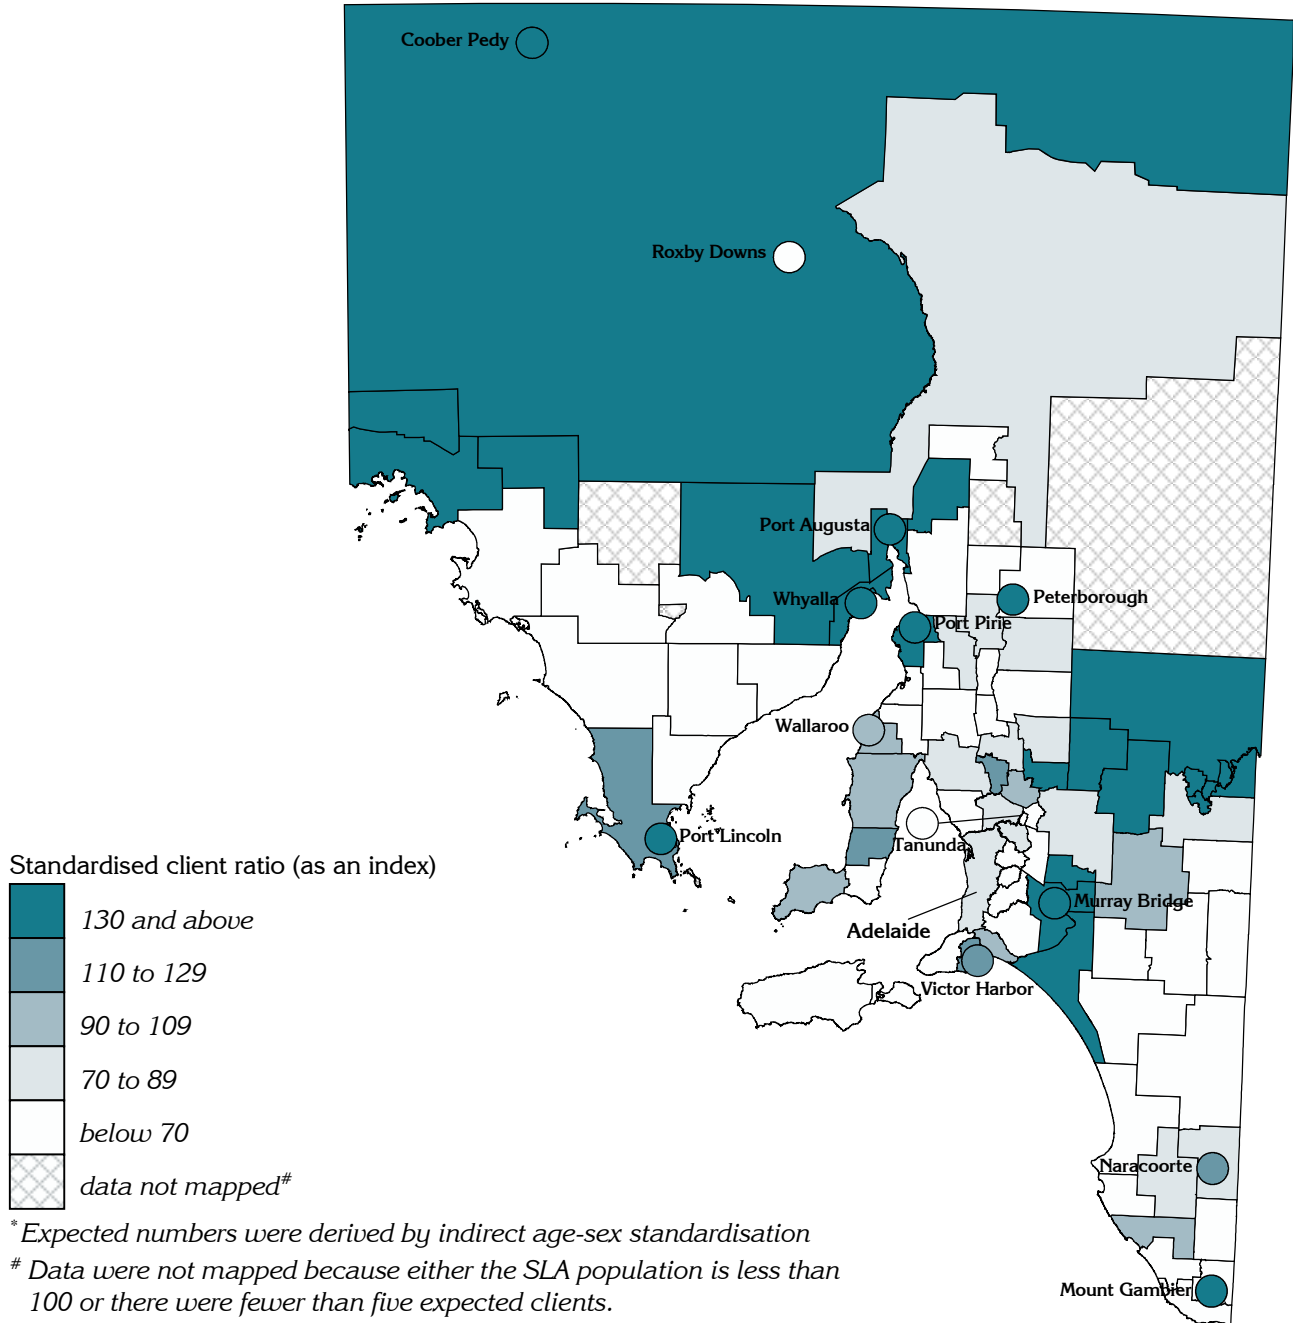 Coober Pedy
Roxby Downs
Port Augusta
Whyalla
Peterborough
Port Pirie
Wallaroo
Port Lincoln
Tanunda
Murray Bridge
Adelaide
Victor Harbor
Naracoorte
Mount Gambier
Standardised client ratio (as an index)
130 and above
110 to 129
90 to 109
70 to 89
below 70
data not mapped#
* Expected numbers were derived by indirect age-sex standardisation
# Data were not mapped because either the SLA population is less than
100 or there were fewer than five expected clients.